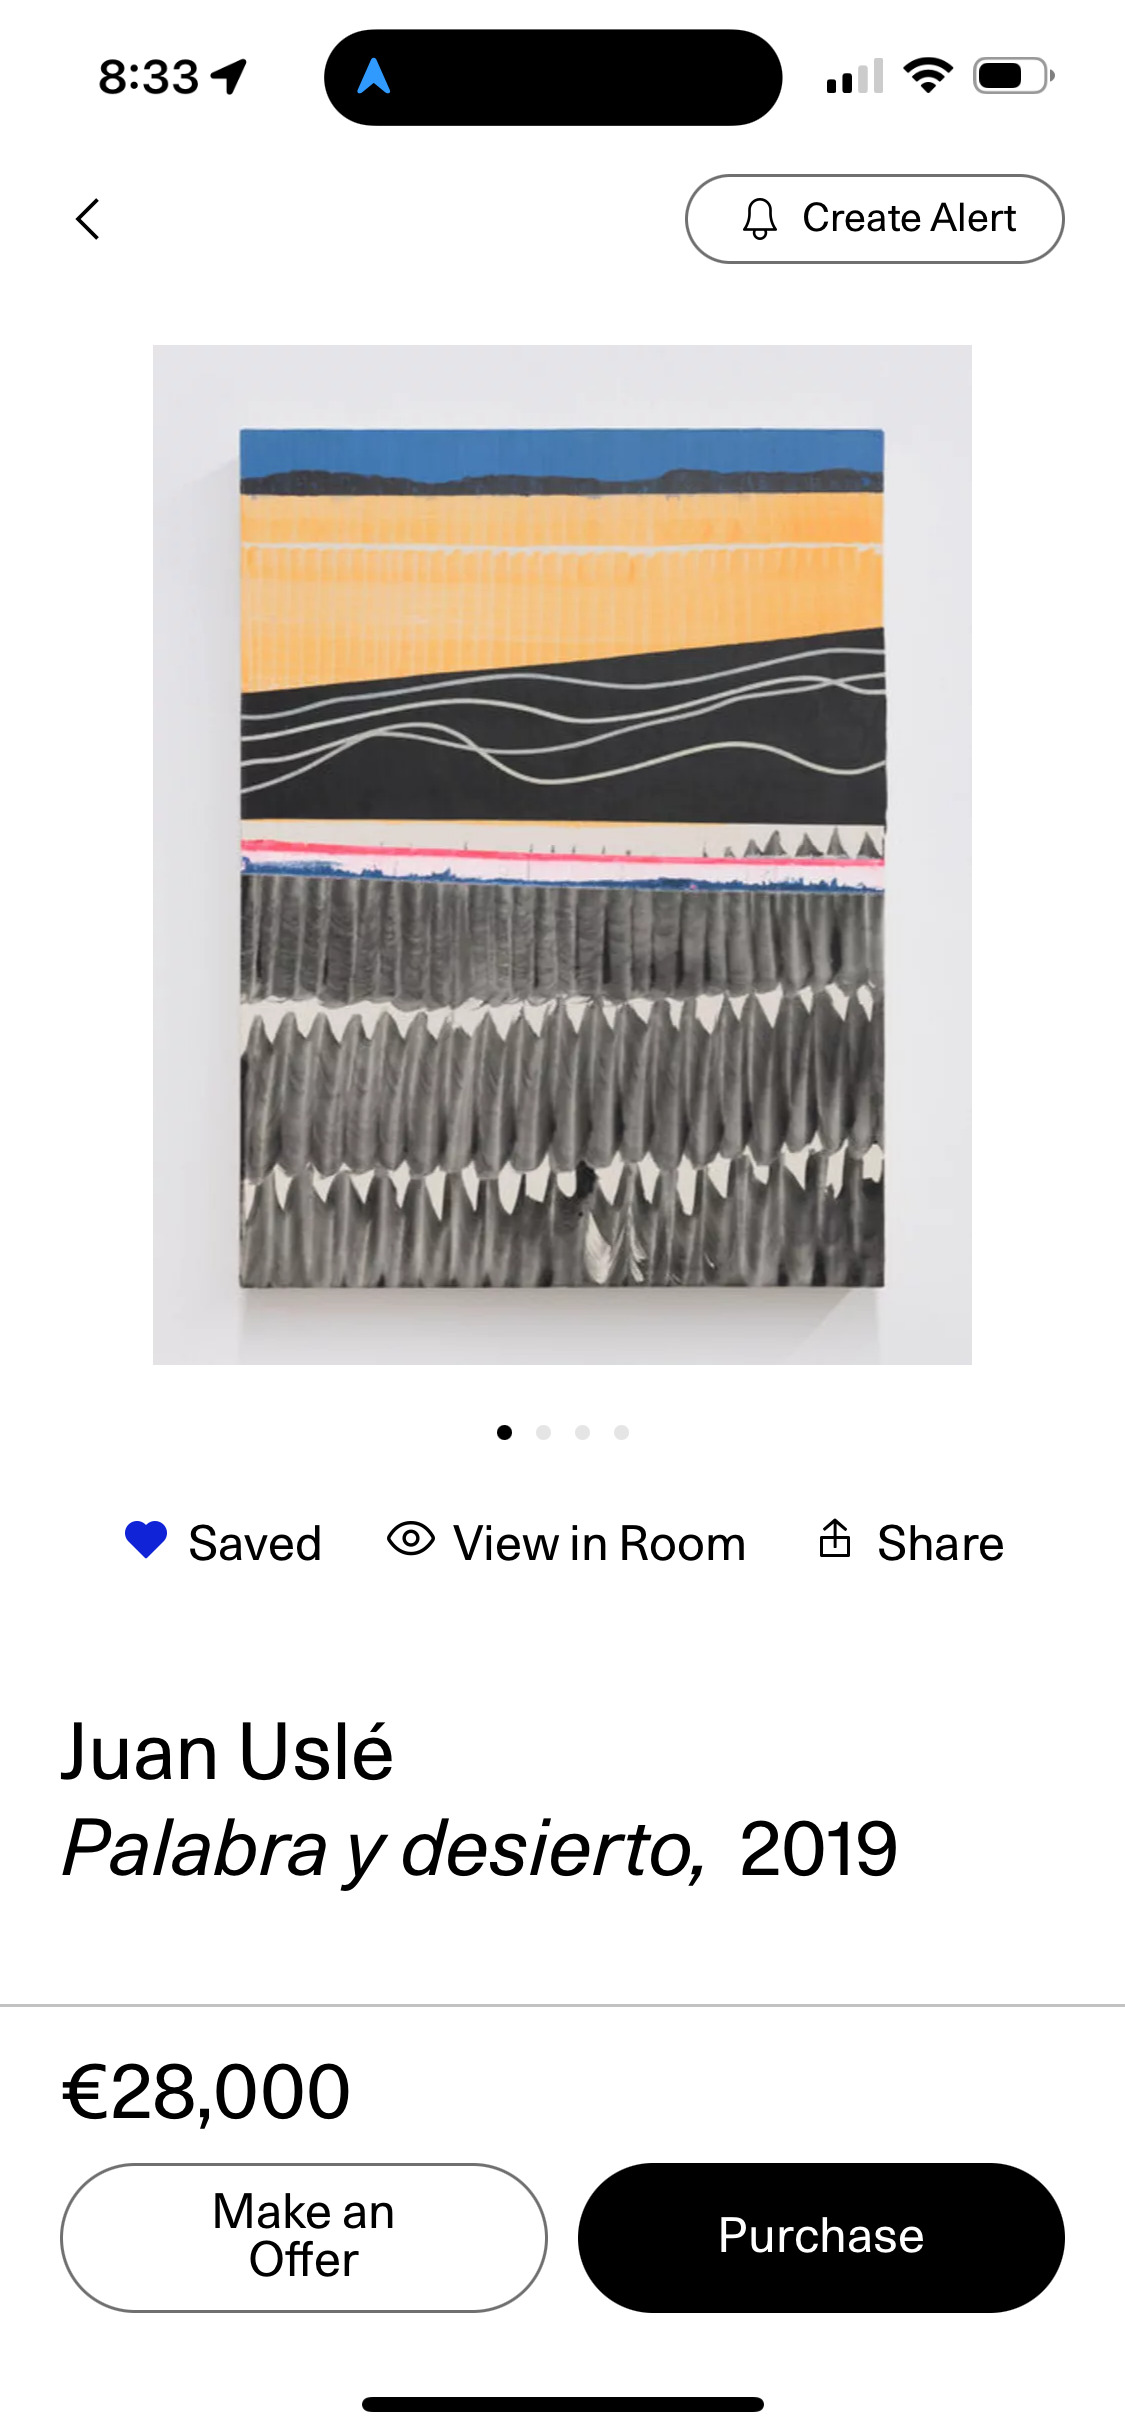 8:33
Create Alert
Saved
View in Room
Share
Juan Uslé
Palabra y desierto, 2019
€28,000
Make an
Offer
Purchase